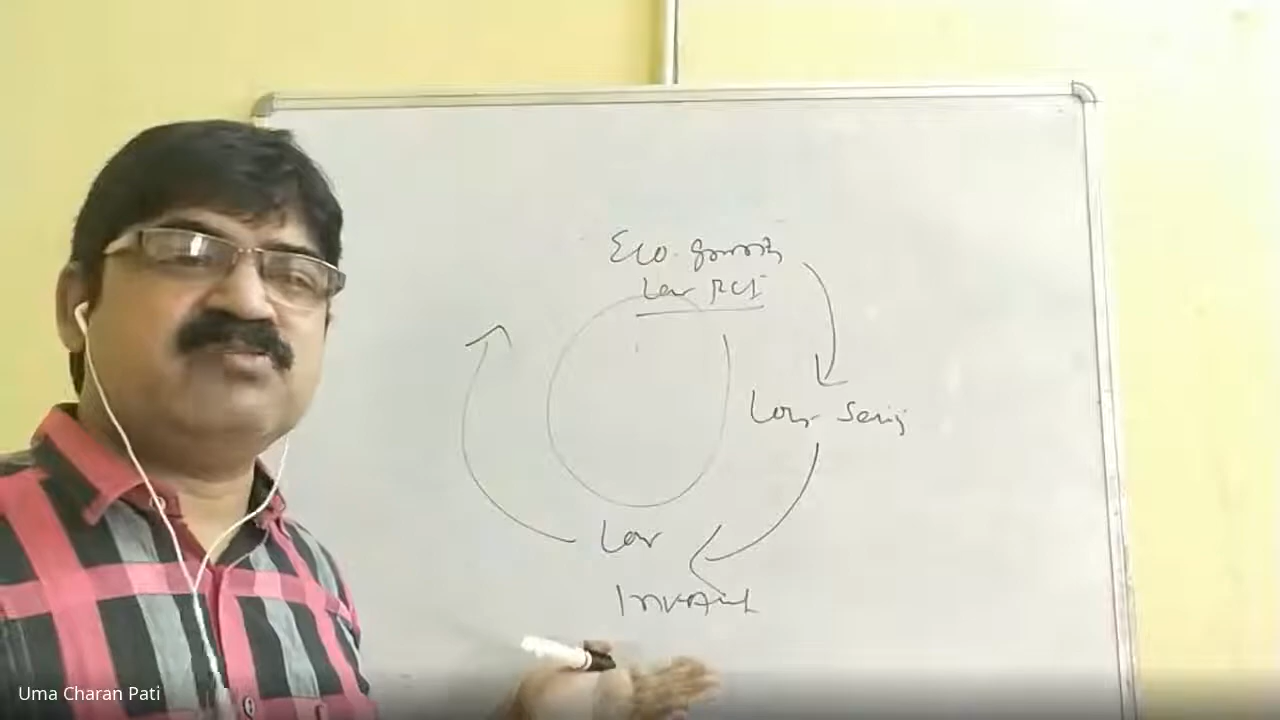 Eco. growth
Low PCI
Low Saving
Low
Investment
Uma Charan Pati